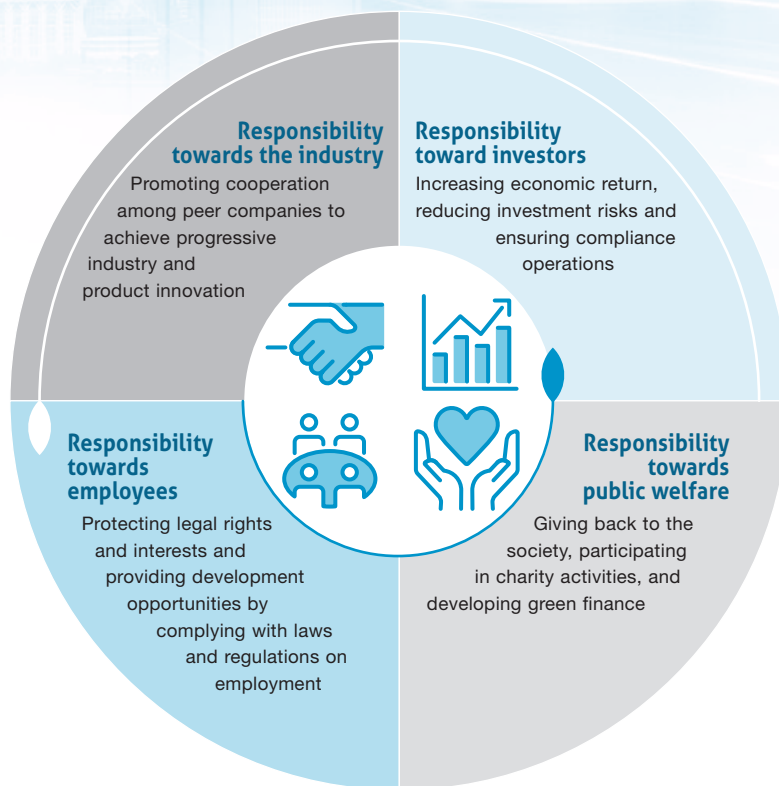 Responsibility
towards the industry
Promoting cooperation
among peer companies to
achieve progressive
industry and
product innovation
Responsibility
toward investors
Increasing economic return,
reducing investment risks and
ensuring compliance
operations
Responsibility
towards
employees
Protecting legal rights
and interests and
providing development
opportunities by
complying with laws
and regulations on
employment
Responsibility
towards
public welfare
Giving back to the
society, participating
in charity activities, and
developing green finance